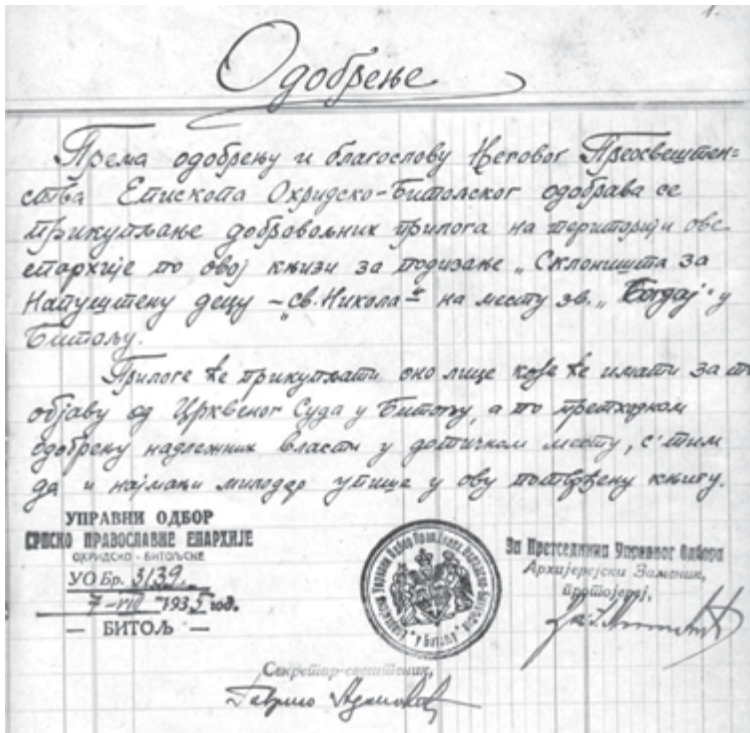 1.
Одобрење
Према одобрењу и благослову Његовог Преосвештен=
ства Епископа Охридско-Битољског одобрава се
прикупљање добровољних прилога на територији ове
епархије по овој књизи за подизање „Склоништа за
Напуштену децу – „св. Никола“ на месту зв. „Богдај“ у
Битољу.
Прилоге ће прикупљати оно лице које ће имати за то
објаву од Црквеног Суда у Битољу, а по претходном
одобрењу надлежних власти у дотичном месту, с'тим
да и најмањи милодар упише у ову потврђену књигу.
УПРАВНИ ОДБОР
СРПСКО ПРАВОСЛАВНЕ ЕПАРХИЈЕ
ОХРИДСКО - БИТОЉСКЕ
УО Бр. 3139.
7-VIII 1935 год.
— БИТОЉ —
За Претседника Управног Одбора
Архијерејски Заменик,
протојереј,
Секретар-свештеник,
Гаврило